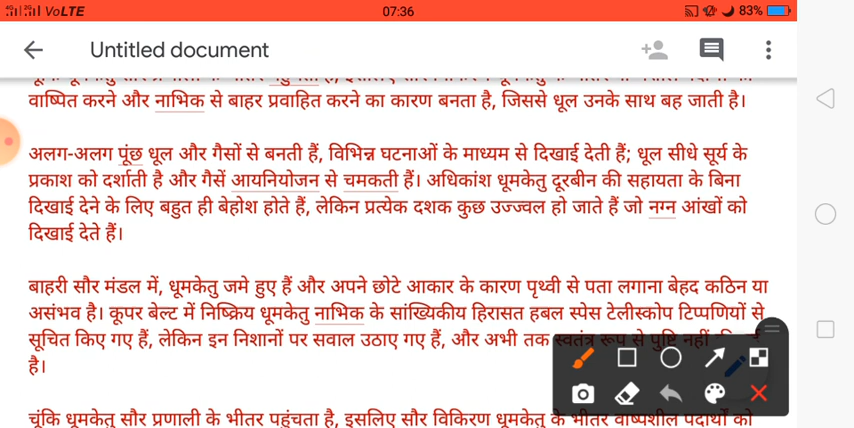 4G 2G VoLTE 07:36 83%
Untitled document
वाष्पित करने और नाभिक से बाहर प्रवाहित करने का कारण बनता है, जिससे धूल उनके साथ बह जाती है।
अलग-अलग पूंछ धूल और गैसों से बनती हैं, विभिन्न घटनाओं के माध्यम से दिखाई देती हैं; धूल सीधे सूर्य के
प्रकाश को दर्शाती है और गैसें आयनियोजन से चमकती हैं। अधिकांश धूमकेतु दूरबीन की सहायता के बिना
दिखाई देने के लिए बहुत ही बेहोश होते हैं, लेकिन प्रत्येक दशक कुछ उज्ज्वल हो जाते हैं जो नग्न आंखों को
दिखाई देते हैं।
बाहरी सौर मंडल में, धूमकेतु जमे हुए हैं और अपने छोटे आकार के कारण पृथ्वी से पता लगाना बेहद कठिन या
असंभव है। कूपर बेल्ट में निष्क्रिय धूमकेतु नाभिक के सांख्यिकीय हिरासत हबल स्पेस टेलीस्कोप टिप्पणियों से
सूचित किए गए हैं, लेकिन इन निशानों पर सवाल उठाए गए हैं, और अभी तक स्वतंत्र रूप से पुष्टि नहीं
है।
चूंकि धूमकेतु सौर प्रणाली के भीतर पहुंचता है, इसलिए सौर विकिरण धूमकेतु के भीतर वाष्पशील पदार्थों को